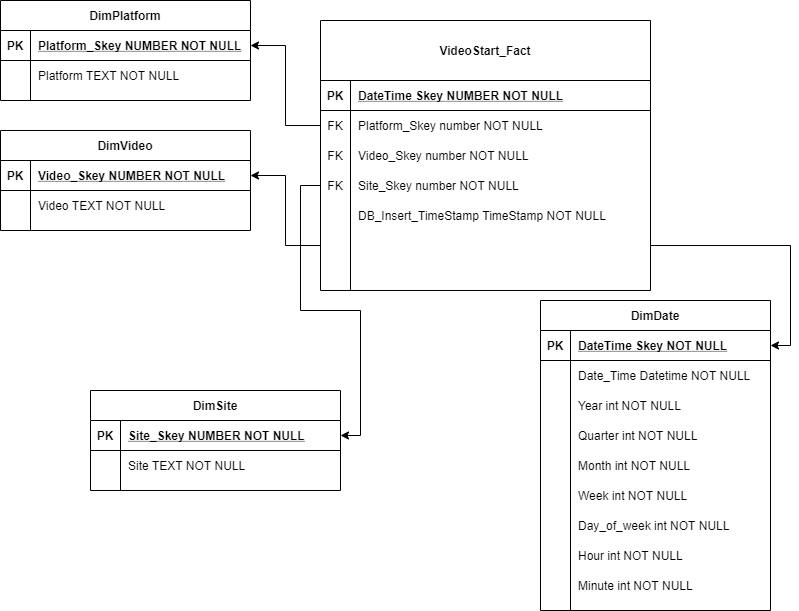 DimPlatform
PK Platform_Skey NUMBER NOT NULL
Platform TEXT NOT NULL
DimVideo
PK Video_Skey NUMBER NOT NULL
Video TEXT NOT NULL
VideoStart_Fact
PK DateTime Skey NUMBER NOT NULL
FK Platform_Skey number NOT NULL
FK Video_Skey number NOT NULL
FK Site_Skey number NOT NULL
DB_Insert_TimeStamp TimeStamp NOT NULL
DimSite
PK Site_Skey NUMBER NOT NULL
Site TEXT NOT NULL
DimDate
PK DateTime Skey NOT NULL
Date_Time Datetime NOT NULL
Year int NOT NULL
Quarter int NOT NULL
Month int NOT NULL
Week int NOT NULL
Day_of_week int NOT NULL
Hour int NOT NULL
Minute int NOT NULL